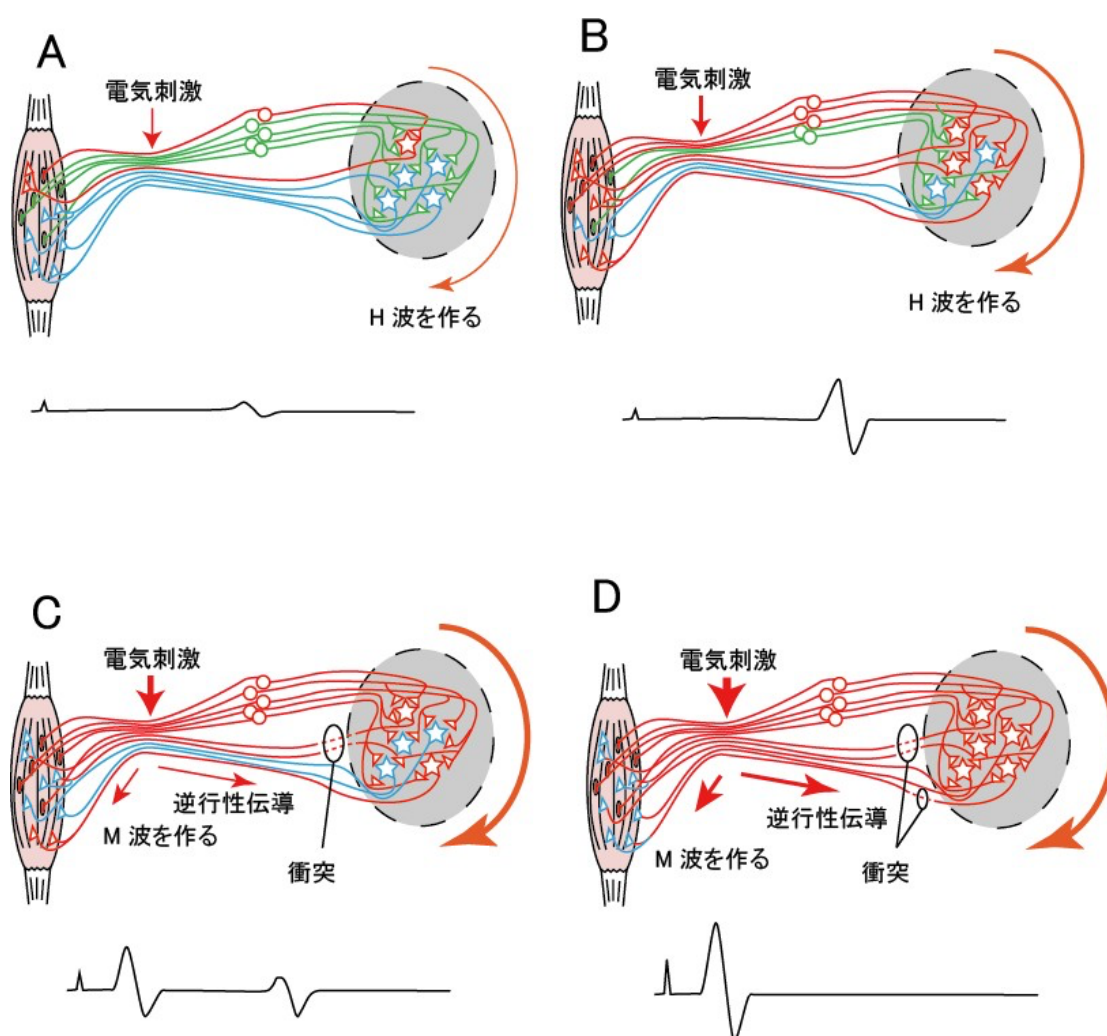 A
電気刺激
H 波を作る
B
電気刺激
H 波を作る
C
電気刺激
逆行性伝導
M 波を作る
衝突
D
電気刺激
逆行性伝導
M 波を作る
衝突